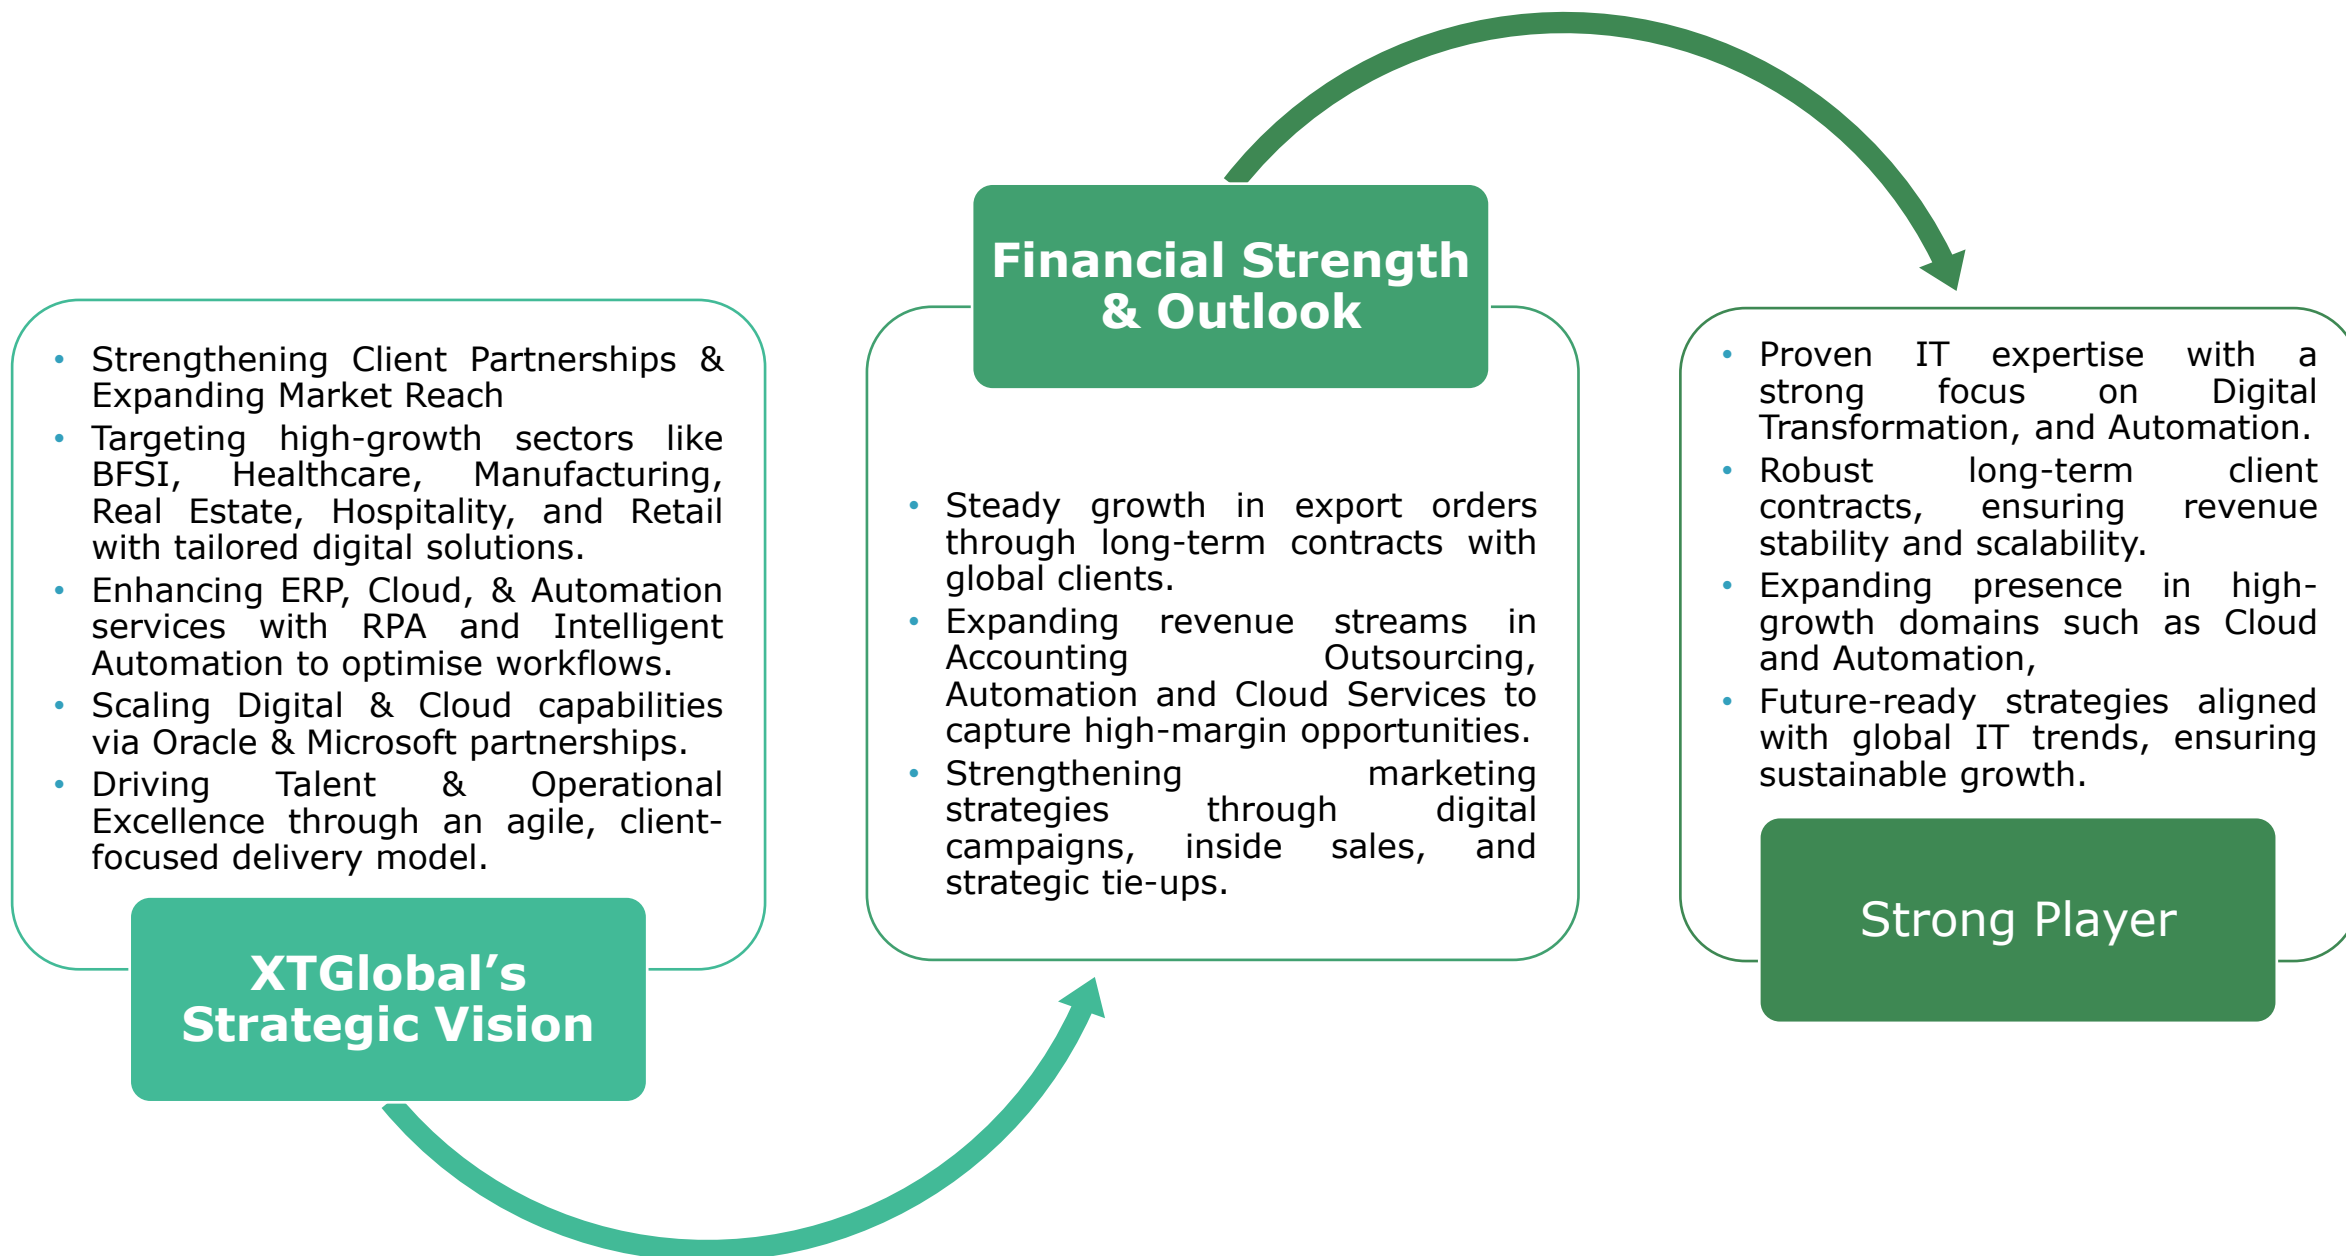 • Strengthening Client Partnerships &
Expanding Market Reach
• Targeting high-growth sectors like
BFSI, Healthcare, Manufacturing,
Real Estate, Hospitality, and Retail
with tailored digital solutions.
• Enhancing ERP, Cloud, & Automation
services with RPA and Intelligent
Automation to optimise workflows.
• Scaling Digital & Cloud capabilities
via Oracle & Microsoft partnerships.
• Driving Talent & Operational
Excellence through an agile, client-
focused delivery model.
XTGlobal’s
Strategic Vision
Financial Strength
& Outlook
• Steady growth in export orders
through long-term contracts with
global clients.
• Expanding revenue streams in
Accounting Outsourcing,
Automation and Cloud Services to
capture high-margin opportunities.
• Strengthening marketing
strategies through digital
campaigns, inside sales, and
strategic tie-ups.
• Proven IT expertise with a
strong focus on Digital
Transformation, and Automation.
• Robust long-term client
contracts, ensuring revenue
stability and scalability.
• Expanding presence in high-
growth domains such as Cloud
and Automation,
• Future-ready strategies aligned
with global IT trends, ensuring
sustainable growth.
Strong Player